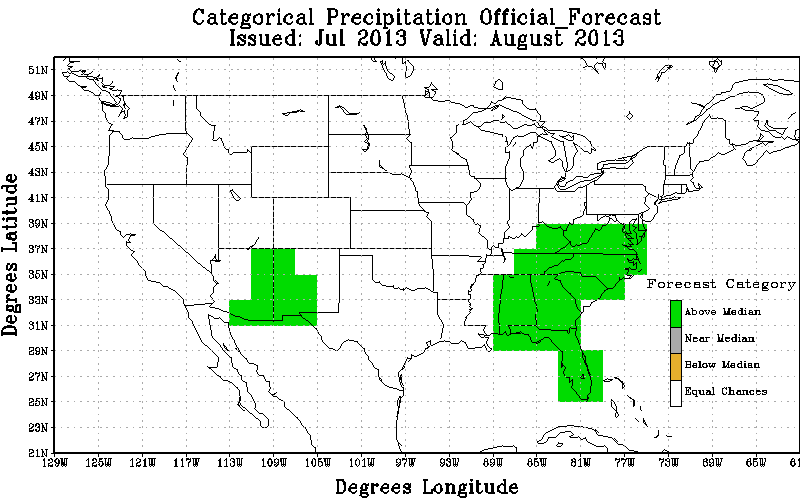 Categorical Precipitation Official_Forecast
Issued: Jul 2013 Valid: August 2013
Degrees Latitude
51N
49N
47N
45N
43N
41N
39N
37N
35N
33N
31N
29N
27N
25N
23N
21N
Forecast Category
Above Median
Near Median
Below Median
Equal Chances
129W 125W 121W 117W 113W 109W 105W 101W 97W 93W 89W 85W 81W 77W 73W 69W 65W 61
Degrees Longitude